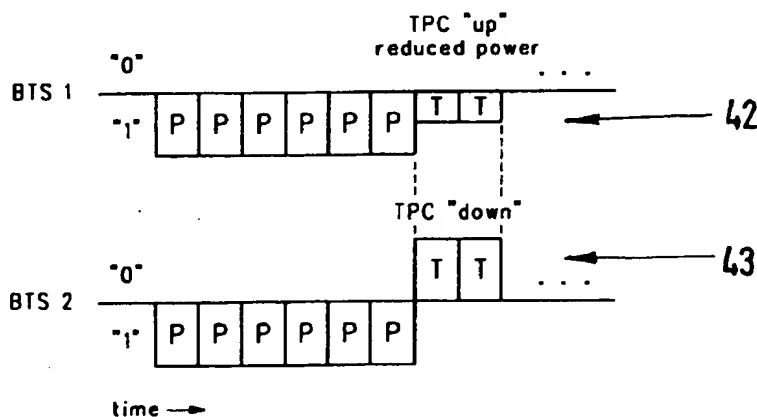 TPC "up"
reduced power
"0"
. . .
BTS 1
"1"
P P P P P P T T
42
TPC "down"
"0"
T T
43
. . .
BTS 2
"1"
P P P P P P
time